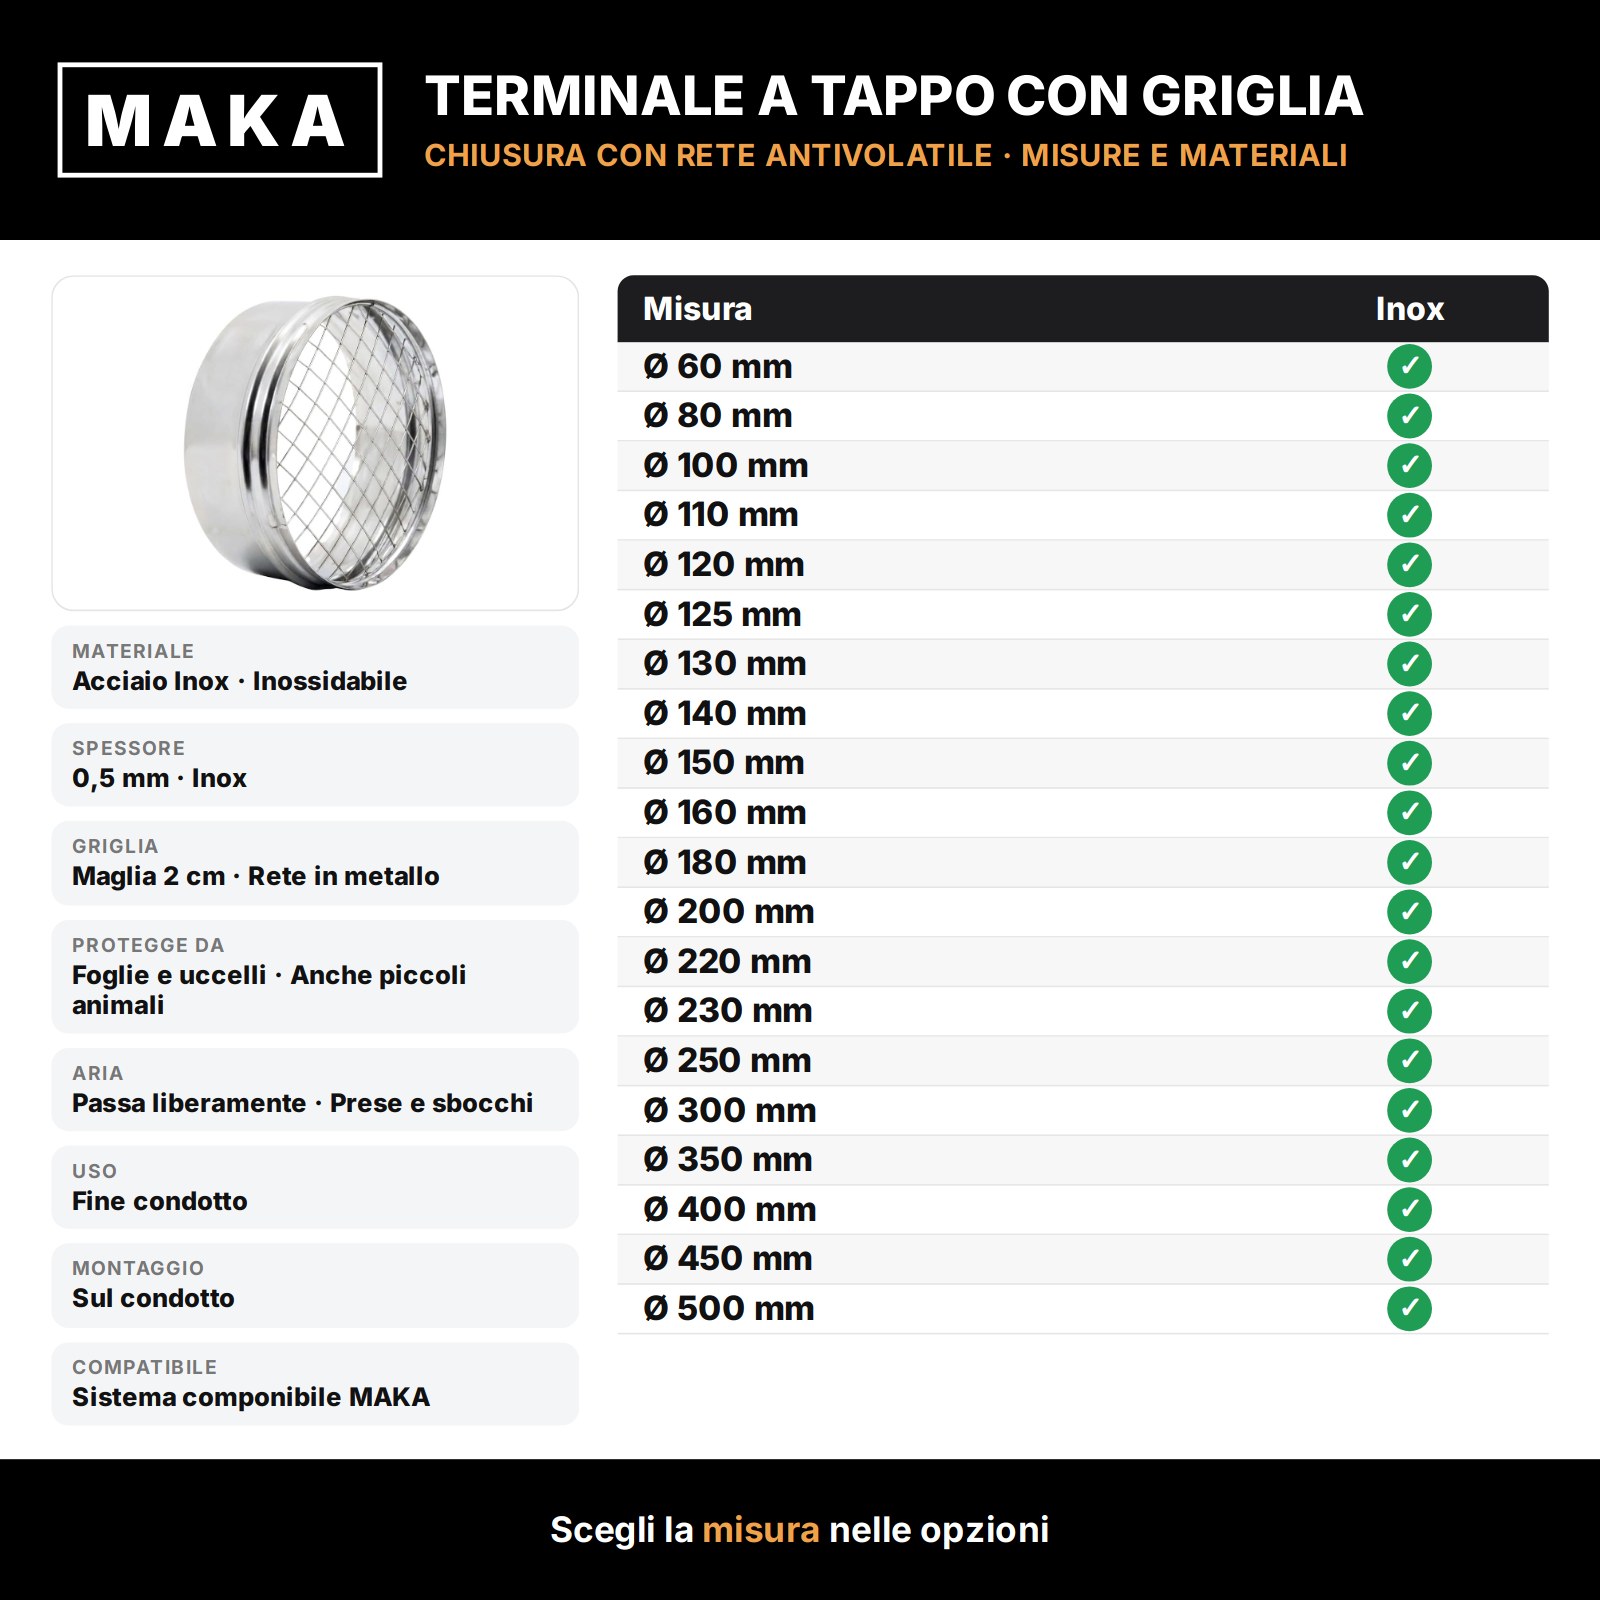 MAKA
TERMINALE A TAPPO CON GRIGLIA
CHIUSURA CON RETE ANTIVOLATILE · MISURE E MATERIALI
MATERIALE
Acciaio Inox · Inossidabile
SPESSORE
0,5 mm · Inox
GRIGLIA
Maglia 2 cm · Rete in metallo
PROTEGGE DA
Foglie e uccelli · Anche piccoli
animali
ARIA
Passa liberamente · Prese e sbocchi
USO
Fine condotto
MONTAGGIO
Sul condotto
COMPATIBILE
Sistema componibile MAKA
Misura Inox
Ø 60 mm ✓
Ø 80 mm ✓
Ø 100 mm ✓
Ø 110 mm ✓
Ø 120 mm ✓
Ø 125 mm ✓
Ø 130 mm ✓
Ø 140 mm ✓
Ø 150 mm ✓
Ø 160 mm ✓
Ø 180 mm ✓
Ø 200 mm ✓
Ø 220 mm ✓
Ø 230 mm ✓
Ø 250 mm ✓
Ø 300 mm ✓
Ø 350 mm ✓
Ø 400 mm ✓
Ø 450 mm ✓
Ø 500 mm ✓
Scegli la misura nelle opzioni